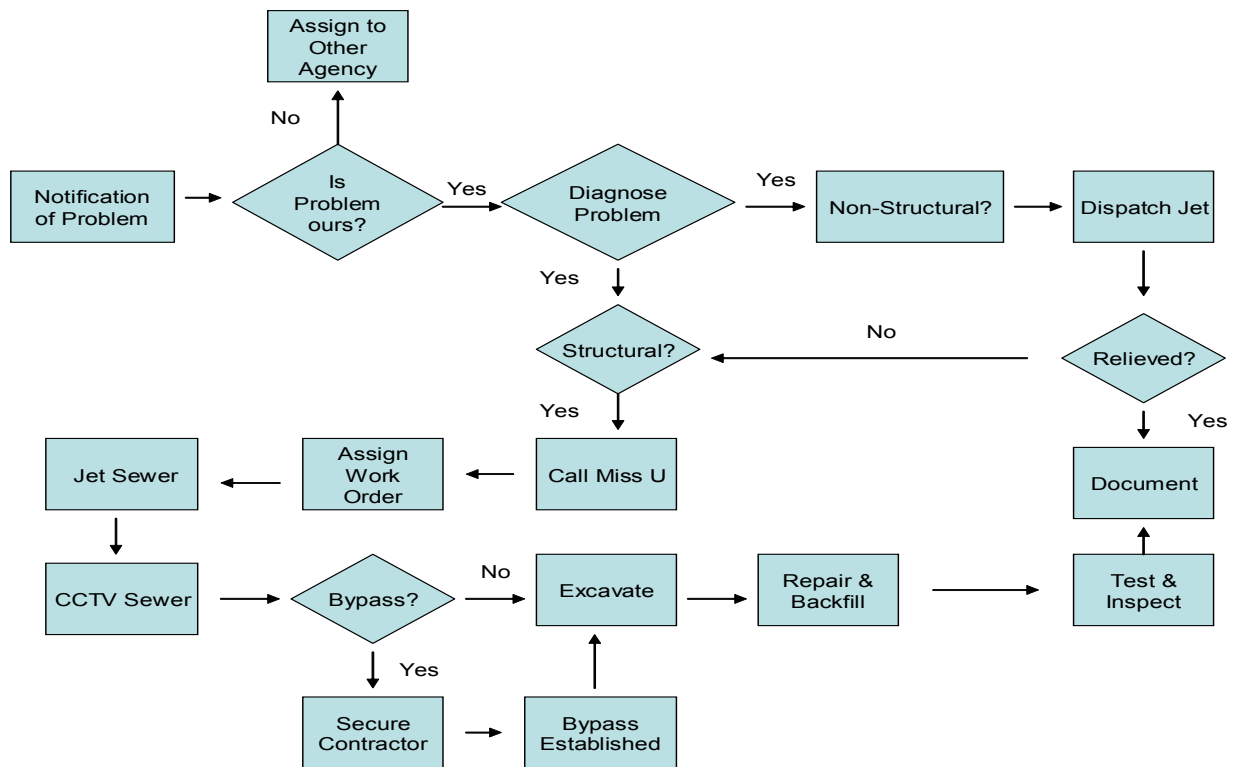 Assign to
Other
Agency
No
Notification
of Problem
Is
Problem
ours?
Yes
Diagnose
Problem
Yes
Non-Structural?
Dispatch Jet
Yes
Structural?
No
Relieved?
Yes
Yes
Jet Sewer
Assign
Work
Order
Call Miss U
Document
CCTV Sewer
Bypass?
No
Excavate
Repair &
Backfill
Test &
Inspect
Yes
Secure
Contractor
Bypass
Established